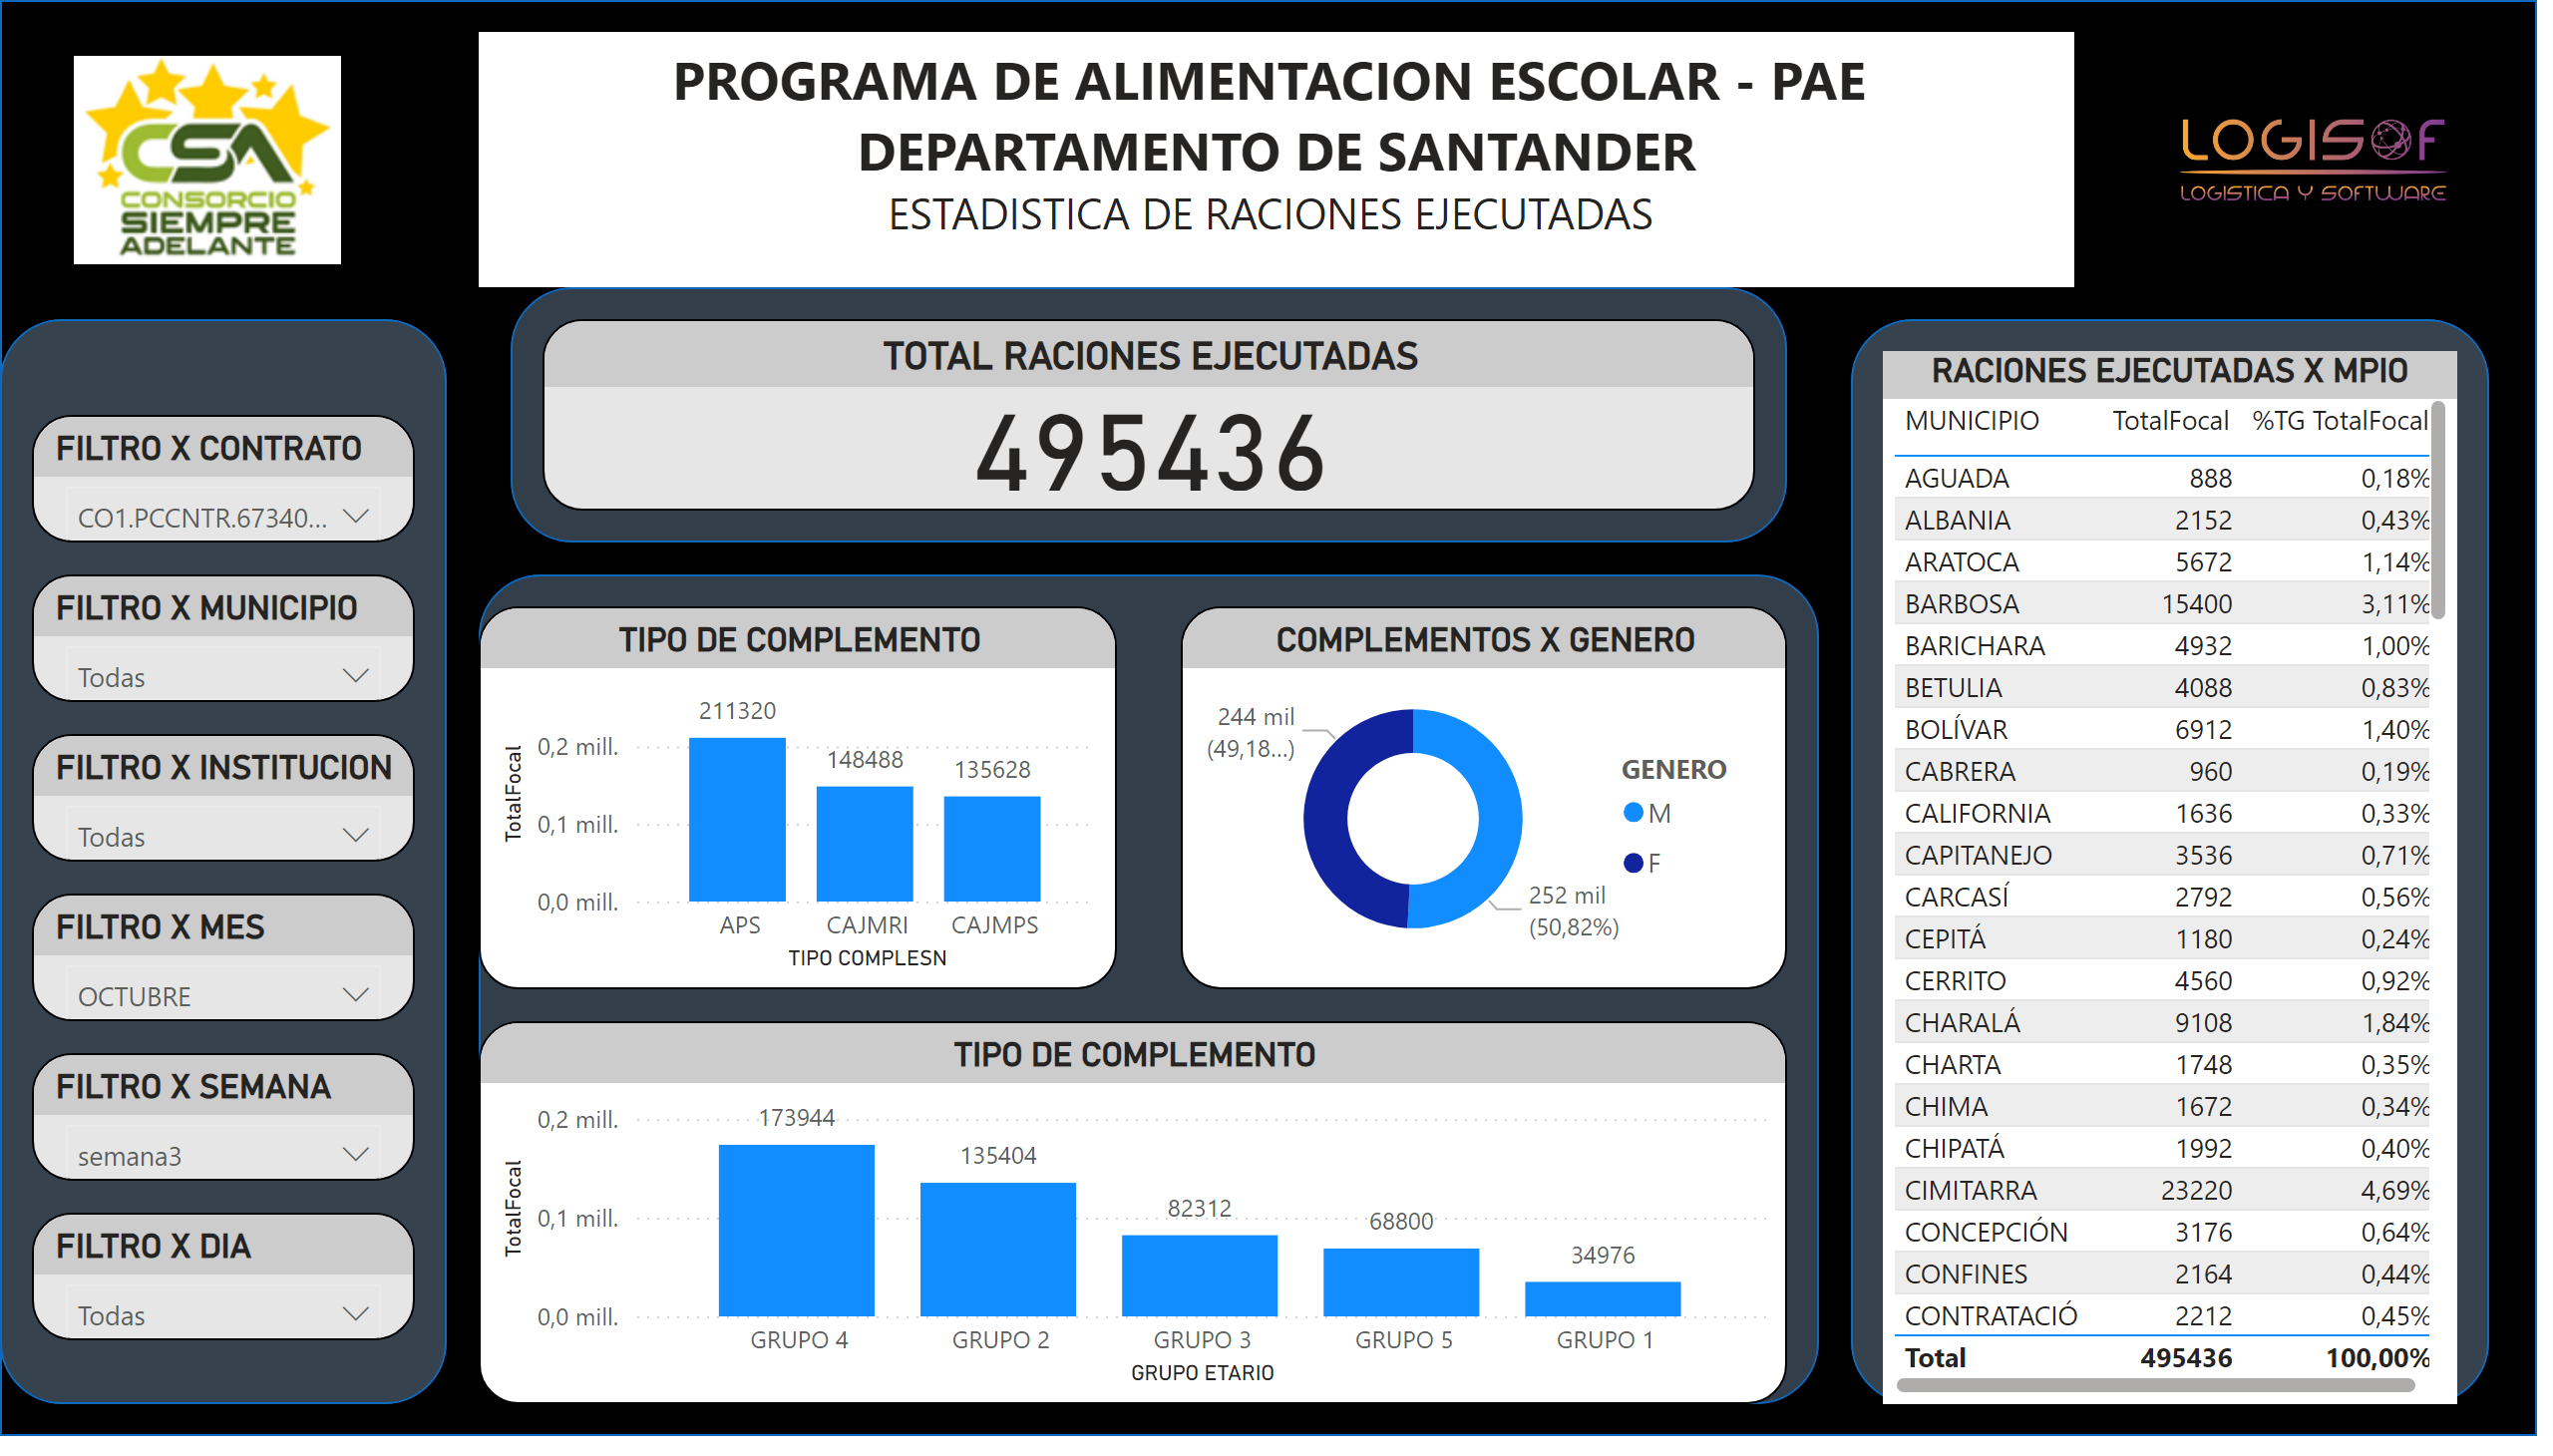 CSA
CONSORCIO
SIEMPRE
ADELANTE
PROGRAMA DE ALIMENTACION ESCOLAR - PAE
DEPARTAMENTO DE SANTANDER
ESTADISTICA DE RACIONES EJECUTADAS
LOGISOF
LOGISTICA Y SOFTWARE
FILTRO X CONTRATO
CO1.PCCNTR.67340...
FILTRO X MUNICIPIO
Todas
FILTRO X INSTITUCION
Todas
FILTRO X MES
OCTUBRE
FILTRO X SEMANA
semana3
FILTRO X DIA
Todas
TOTAL RACIONES EJECUTADAS
495436
TIPO DE COMPLEMENTO
TotalFocal
0,2 mill.
0,1 mill.
0,0 mill.
211320
148488
135628
APS CAJMRI CAJMPS
TIPO COMPLESN
COMPLEMENTOS X GENERO
244 mil
(49,18...)
252 mil
(50,82%)
GENERO
M
F
TIPO DE COMPLEMENTO
TotalFocal
0,2 mill.
0,1 mill.
0,0 mill.
173944
135404
82312
68800
34976
GRUPO 4 GRUPO 2 GRUPO 3 GRUPO 5 GRUPO 1
GRUPO ETARIO
RACIONES EJECUTADAS X MPIO
MUNICIPIO TotalFocal %TG TotalFocal
AGUADA 888 0,18%
ALBANIA 2152 0,43%
ARATOCA 5672 1,14%
BARBOSA 15400 3,11%
BARICHARA 4932 1,00%
BETULIA 4088 0,83%
BOLÍVAR 6912 1,40%
CABRERA 960 0,19%
CALIFORNIA 1636 0,33%
CAPITANEJO 3536 0,71%
CARCASÍ 2792 0,56%
CEPITÁ 1180 0,24%
CERRITO 4560 0,92%
CHARALÁ 9108 1,84%
CHARTA 1748 0,35%
CHIMA 1672 0,34%
CHIPATÁ 1992 0,40%
CIMITARRA 23220 4,69%
CONCEPCIÓN 3176 0,64%
CONFINES 2164 0,44%
CONTRATACIÓ 2212 0,45%
Total 495436 100,00%